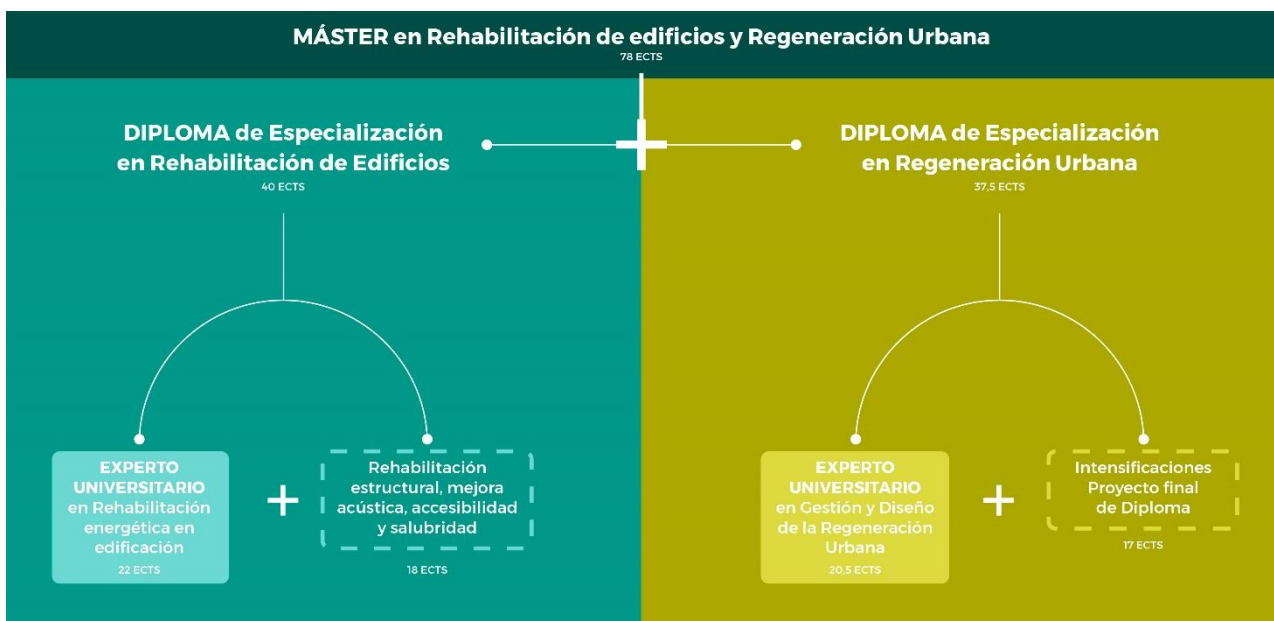 MÁSTER en Rehabilitación de edificios y Regeneración Urbana
78 ECTS
DIPLOMA de Especialización
en Rehabilitación de Edificios
40 ECTS
DIPLOMA de Especialización
en Regeneración Urbana
37,5 ECTS
EXPERTO
UNIVERSITARIO
en Rehabilitación
energética en
edificación
22 ECTS
+
Rehabilitación
estructural, mejora
acústica, accesibilidad
y salubridad
18 ECTS
EXPERTO
UNIVERSITARIO
en Gestión y Diseño
de la Regeneración
Urbana
20,5 ECTS
+
Intensificaciones
Proyecto final
de Diploma
17 ECTS